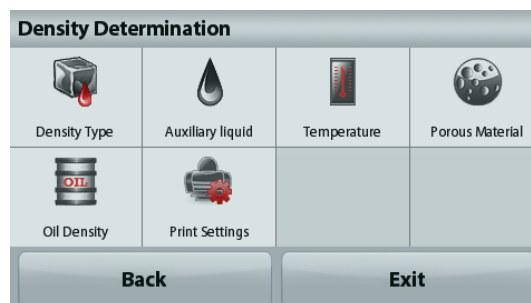 Density Determination
Density Type
Auxiliary liquid
Temperature
Porous Material
OIL
Oil Density
Print Settings
Back
Exit